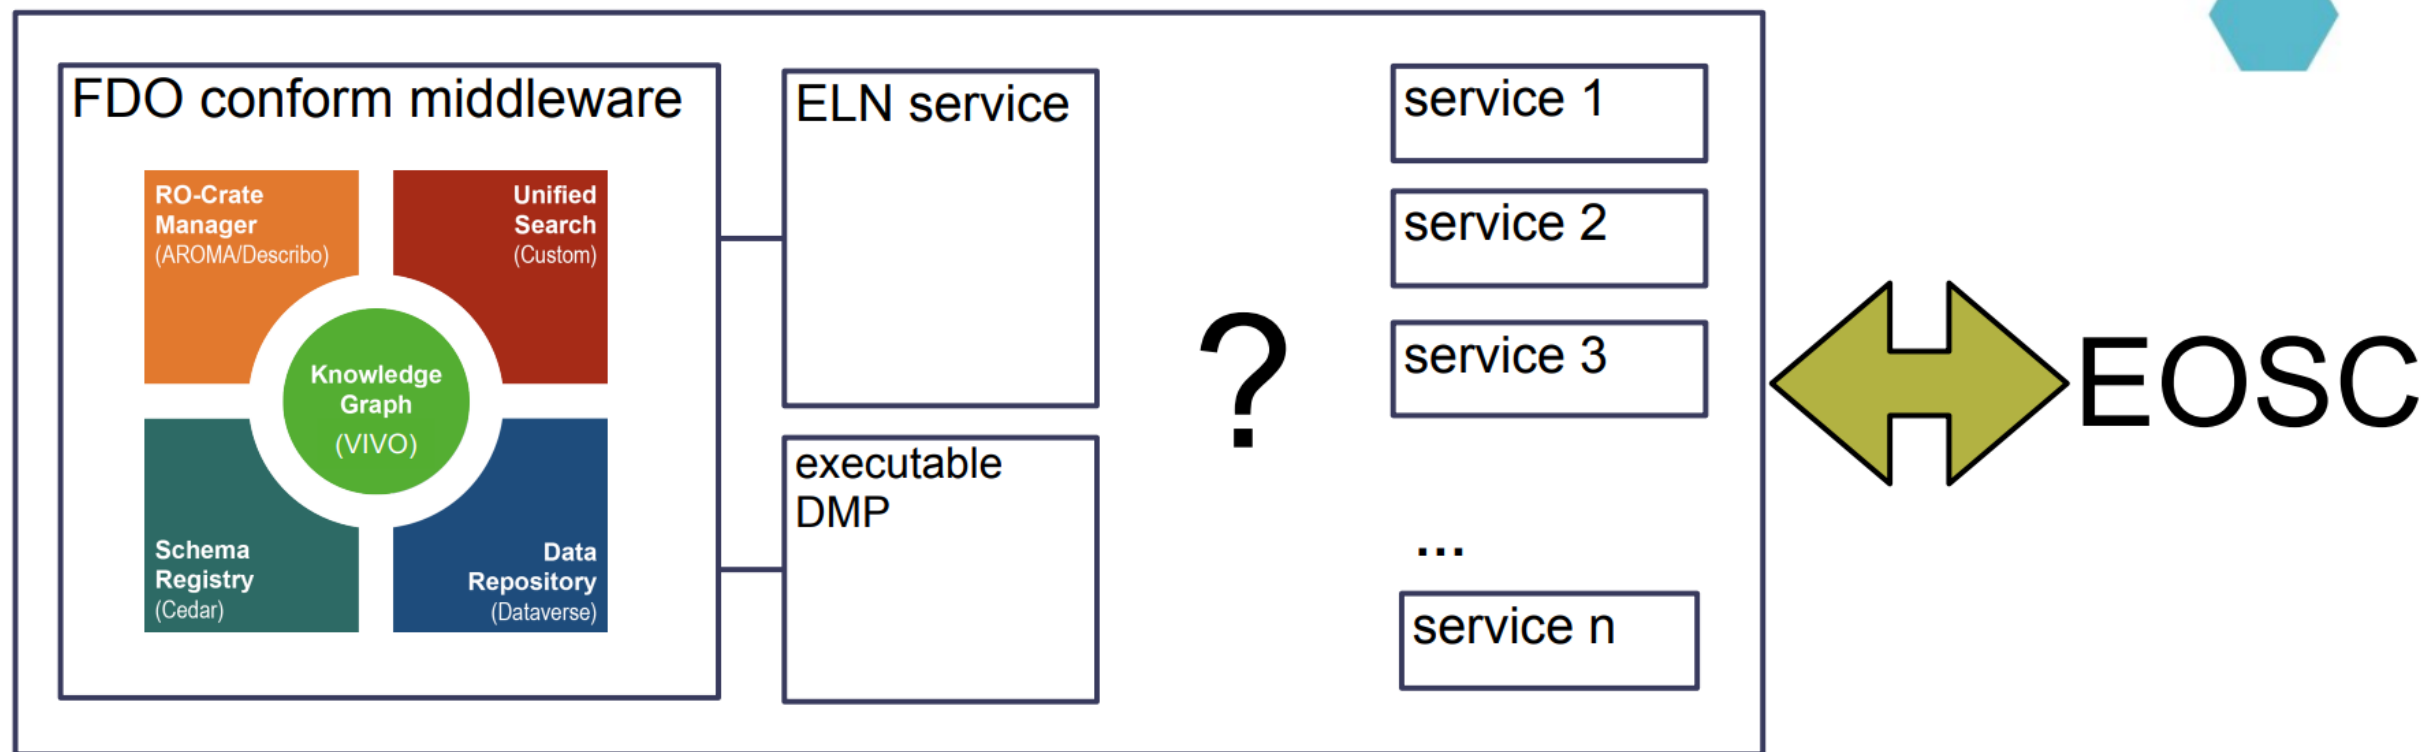 FDO conform middleware
RO-Crate
Manager
(AROMA/Describo)
Unified
Search
(Custom)
Knowledge
Graph
(VIVO)
Schema
Registry
(Cedar)
Data
Repository
(Dataverse)
ELN service
executable
DMP
?
service 1
service 2
service 3
...
service n
EOSC